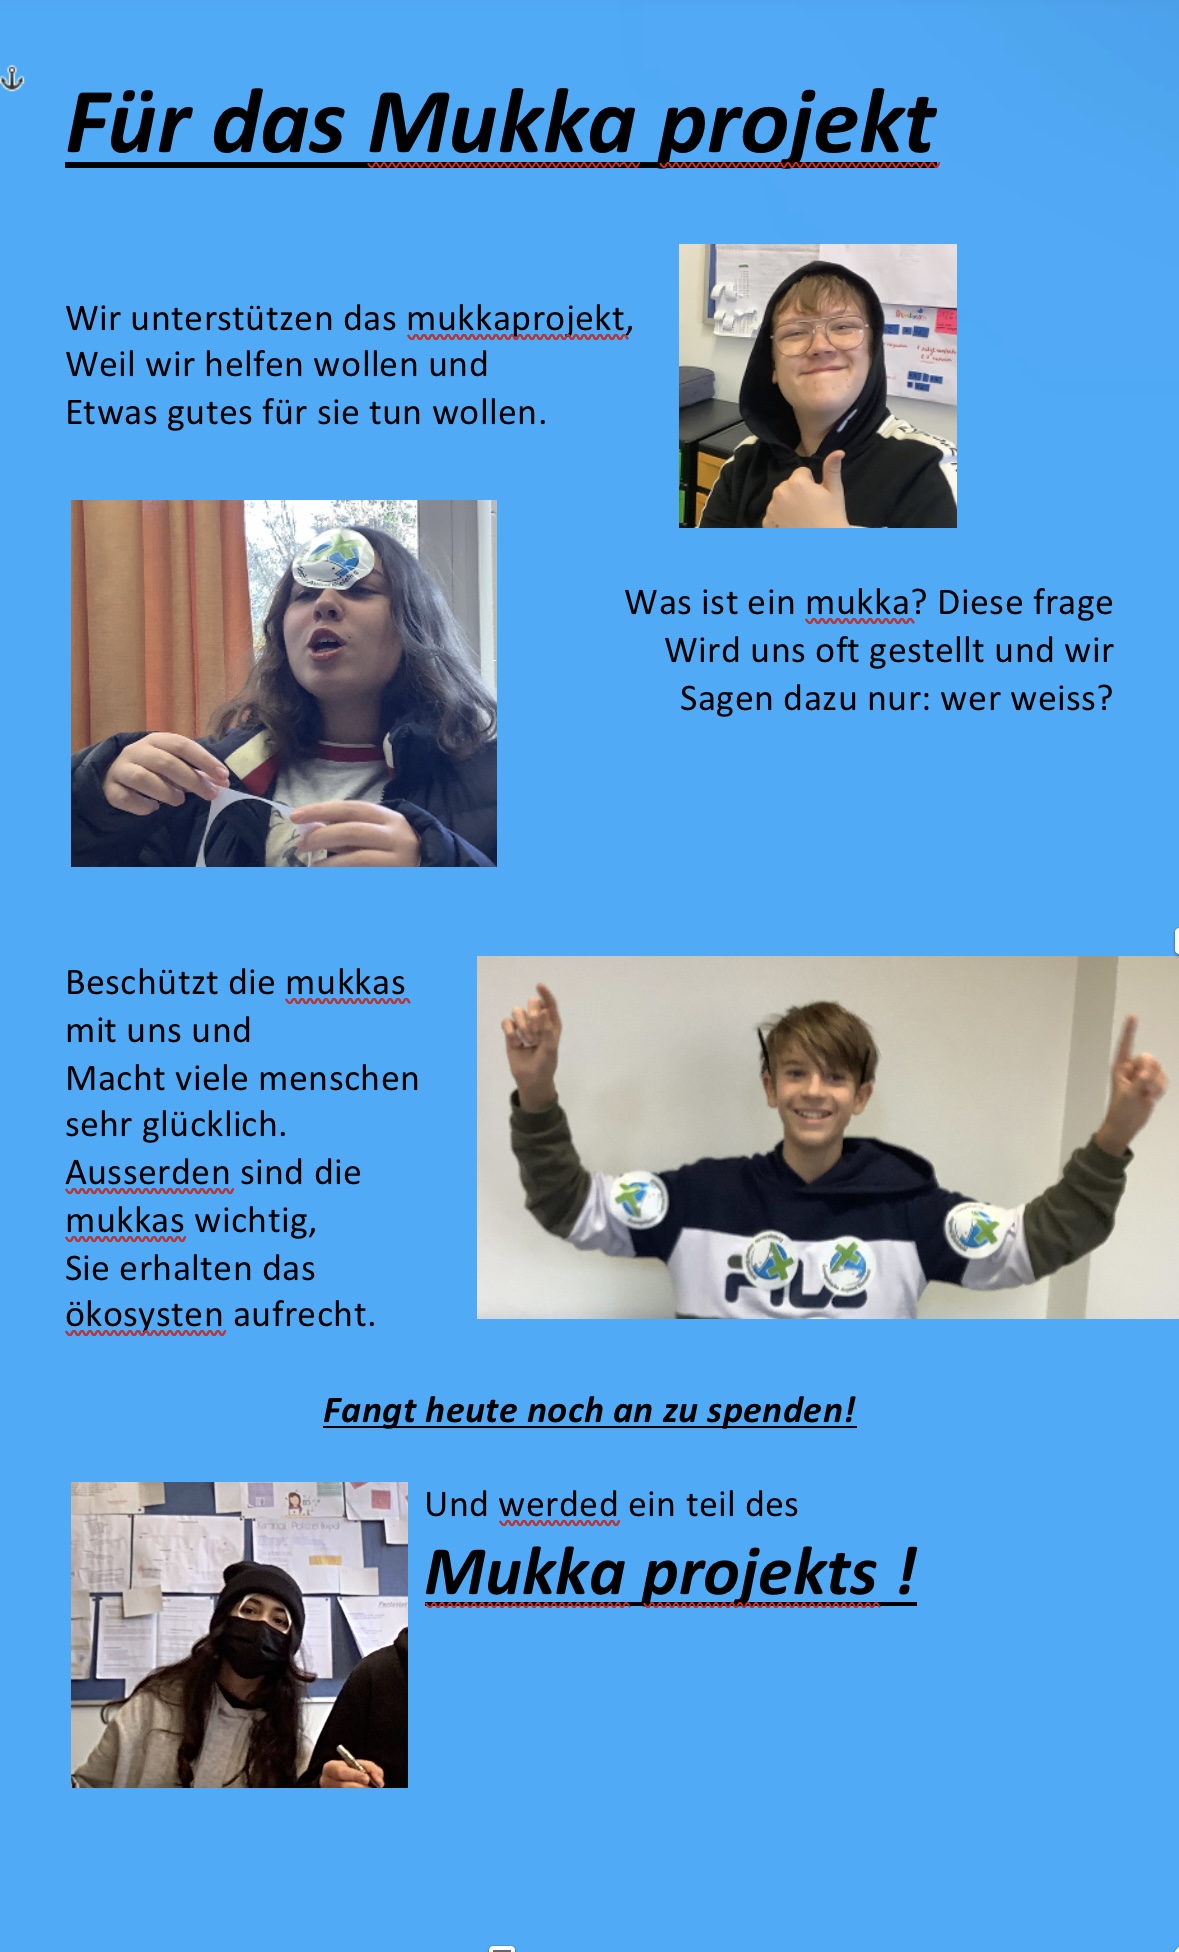 Für das Mukka projekt
Wir unterstützen das mukkaprojekt,
Weil wir helfen wollen und
Etwas gutes für sie tun wollen.
Was ist ein mukka? Diese frage
Wird uns oft gestellt und wir
Sagen dazu nur: wer weiss?
Beschützt die mukkas
mit uns und
Macht viele menschen
sehr glücklich.
Ausserden sind die
mukkas wichtig,
Sie erhalten das
ökosysten aufrecht.
Fangt heute noch an zu spenden!
Und werded ein teil des
Mukka projekts !